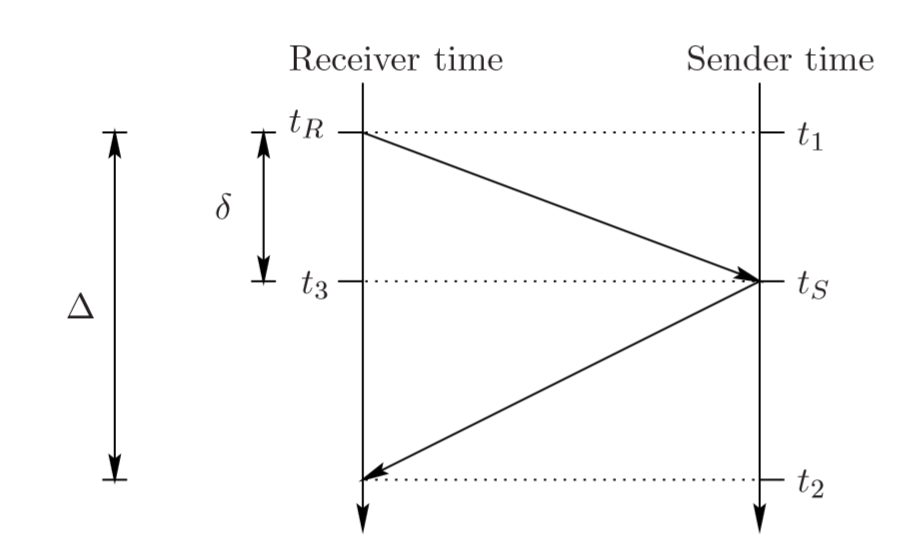 Receiver time Sender time
t_R t_1
δ
t_3 t_S
Δ
t_2